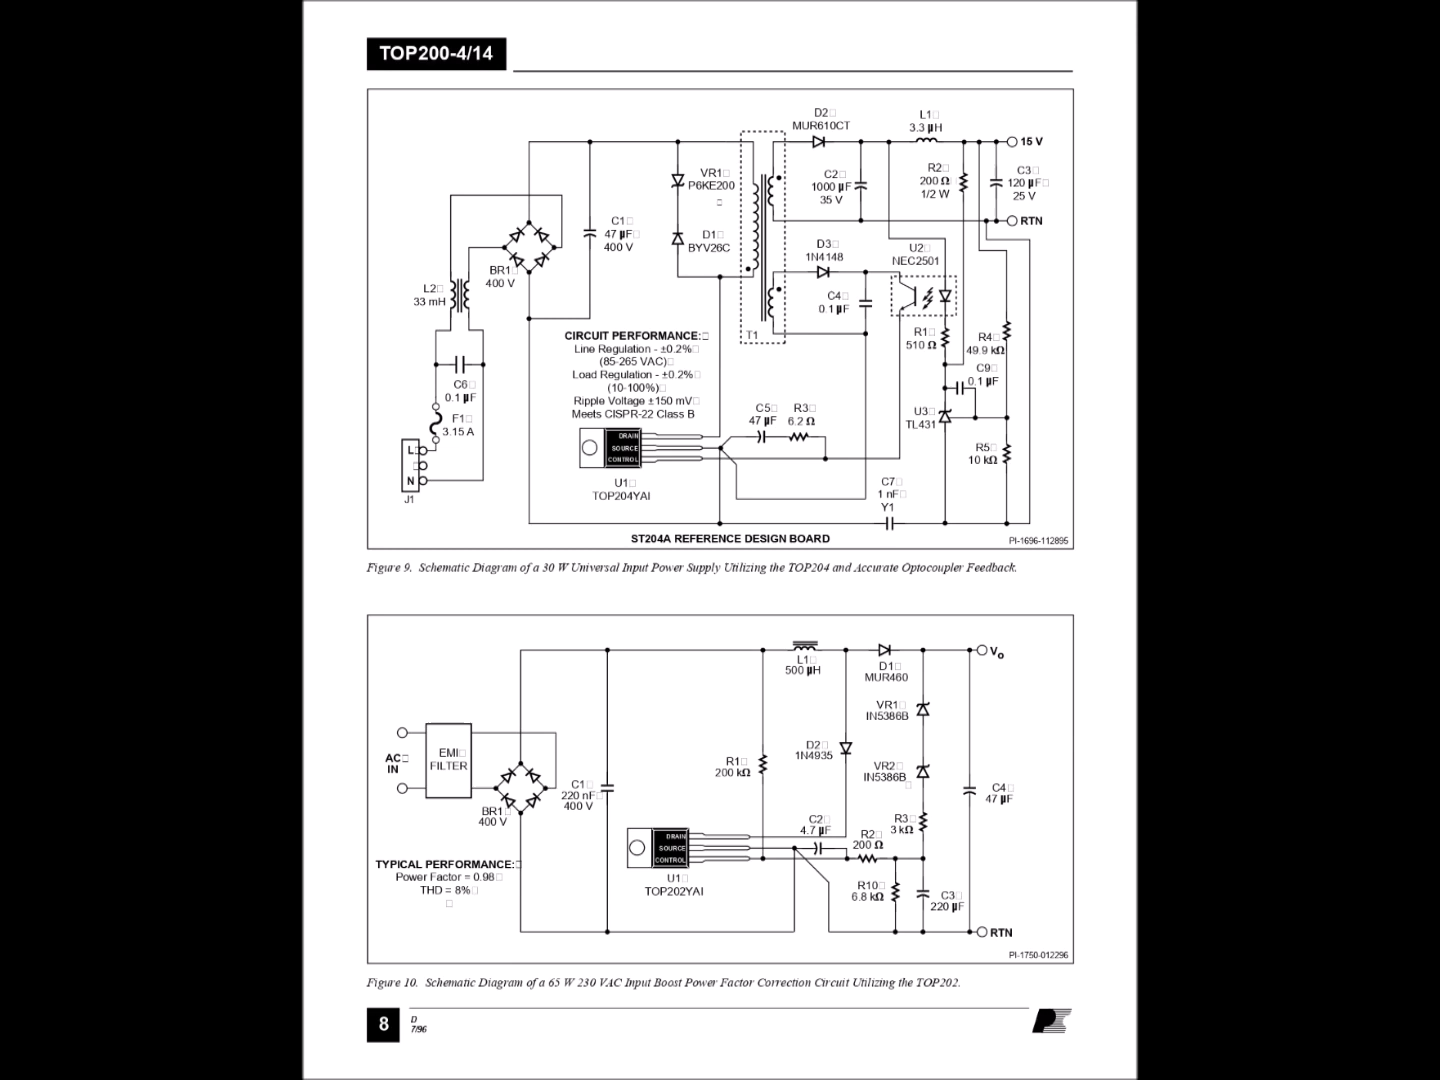 TOP200-4/14
D2
MUR610CT
L1
3.3 µH
15 V
VR1
P6KE200
C2
1000 µF
35 V
R2
200 Ω
1/2 W
C3
120 µF
25 V
C1
47 µF
400 V
D1
BYV26C
RTN
D3
1N4148
U2
NEC2501
BR1
400 V
L2
33 mH
C4
0.1 µF
CIRCUIT PERFORMANCE:
Line Regulation - ±0.2%
(85-265 VAC)
Load Regulation - ±0.2%
(10-100%)
Ripple Voltage ±150 mV
Meets CISPR-22 Class B
T1
R1
510 Ω
R4
49.9 kΩ
C9
0.1 µF
C6
0.1 µF
F1
3.15 A
C5
47 µF
R3
6.2 Ω
U3
TL431
DRAIN
SOURCE
CONTROL
L
N
J1
R5
10 kΩ
U1
TOP204YAI
C7
1 nF
Y1
ST204A REFERENCE DESIGN BOARD
PI-1696-112895
Figure 9. Schematic Diagram of a 30 W Universal Input Power Supply Utilizing the TOP204 and Accurate Optocoupler Feedback.
L1
500 µH
D1
MUR460
Vo
VR1
IN5386B
D2
1N4935
AC
IN
EMI
FILTER
R1
200 kΩ
VR2
IN5386B
C1
220 nF
400 V
C4
47 µF
BR1
400 V
C2
4.7 µF
R3
3 kΩ
R2
200 Ω
DRAIN
SOURCE
CONTROL
TYPICAL PERFORMANCE:
Power Factor = 0.98
THD = 8%
U1
TOP202YAI
R10
6.8 kΩ
C3
220 µF
RTN
PI-1750-012296
Figure 10. Schematic Diagram of a 65 W 230 VAC Input Boost Power Factor Correction Circuit Utilizing the TOP202.
8
D
7/96